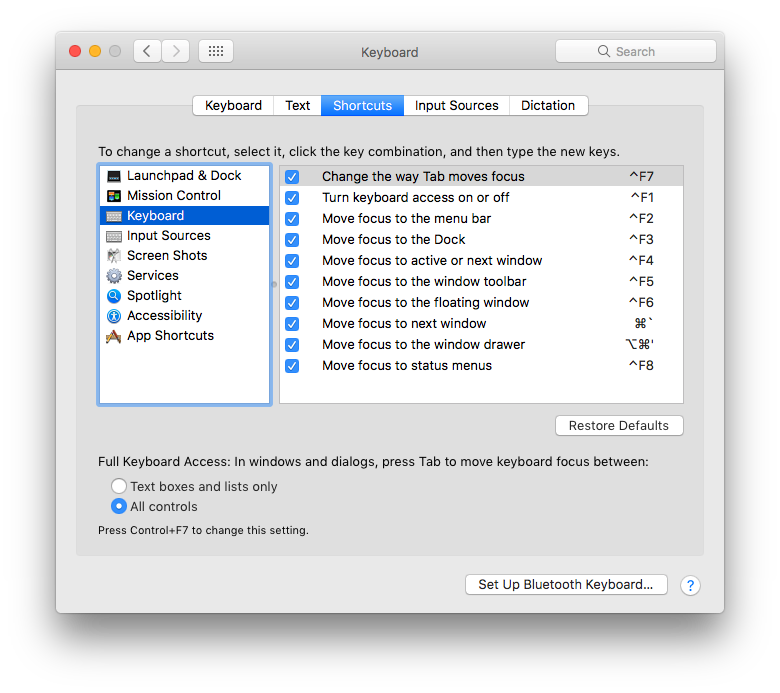 Keyboard
Search
Keyboard Text Shortcuts Input Sources Dictation
To change a shortcut, select it, click the key combination, and then type the new keys.
Launchpad & Dock
Mission Control
Keyboard
Input Sources
Screen Shots
Services
Spotlight
Accessibility
App Shortcuts
Change the way Tab moves focus ^F7
Turn keyboard access on or off ^F1
Move focus to the menu bar ^F2
Move focus to the Dock ^F3
Move focus to active or next window ^F4
Move focus to the window toolbar ^F5
Move focus to the floating window ^F6
Move focus to next window ⌘`
Move focus to the window drawer ⌥⌘'
Move focus to status menus ^F8
Restore Defaults
Full Keyboard Access: In windows and dialogs, press Tab to move keyboard focus between:
Text boxes and lists only
All controls
Press Control+F7 to change this setting.
Set Up Bluetooth Keyboard... ?